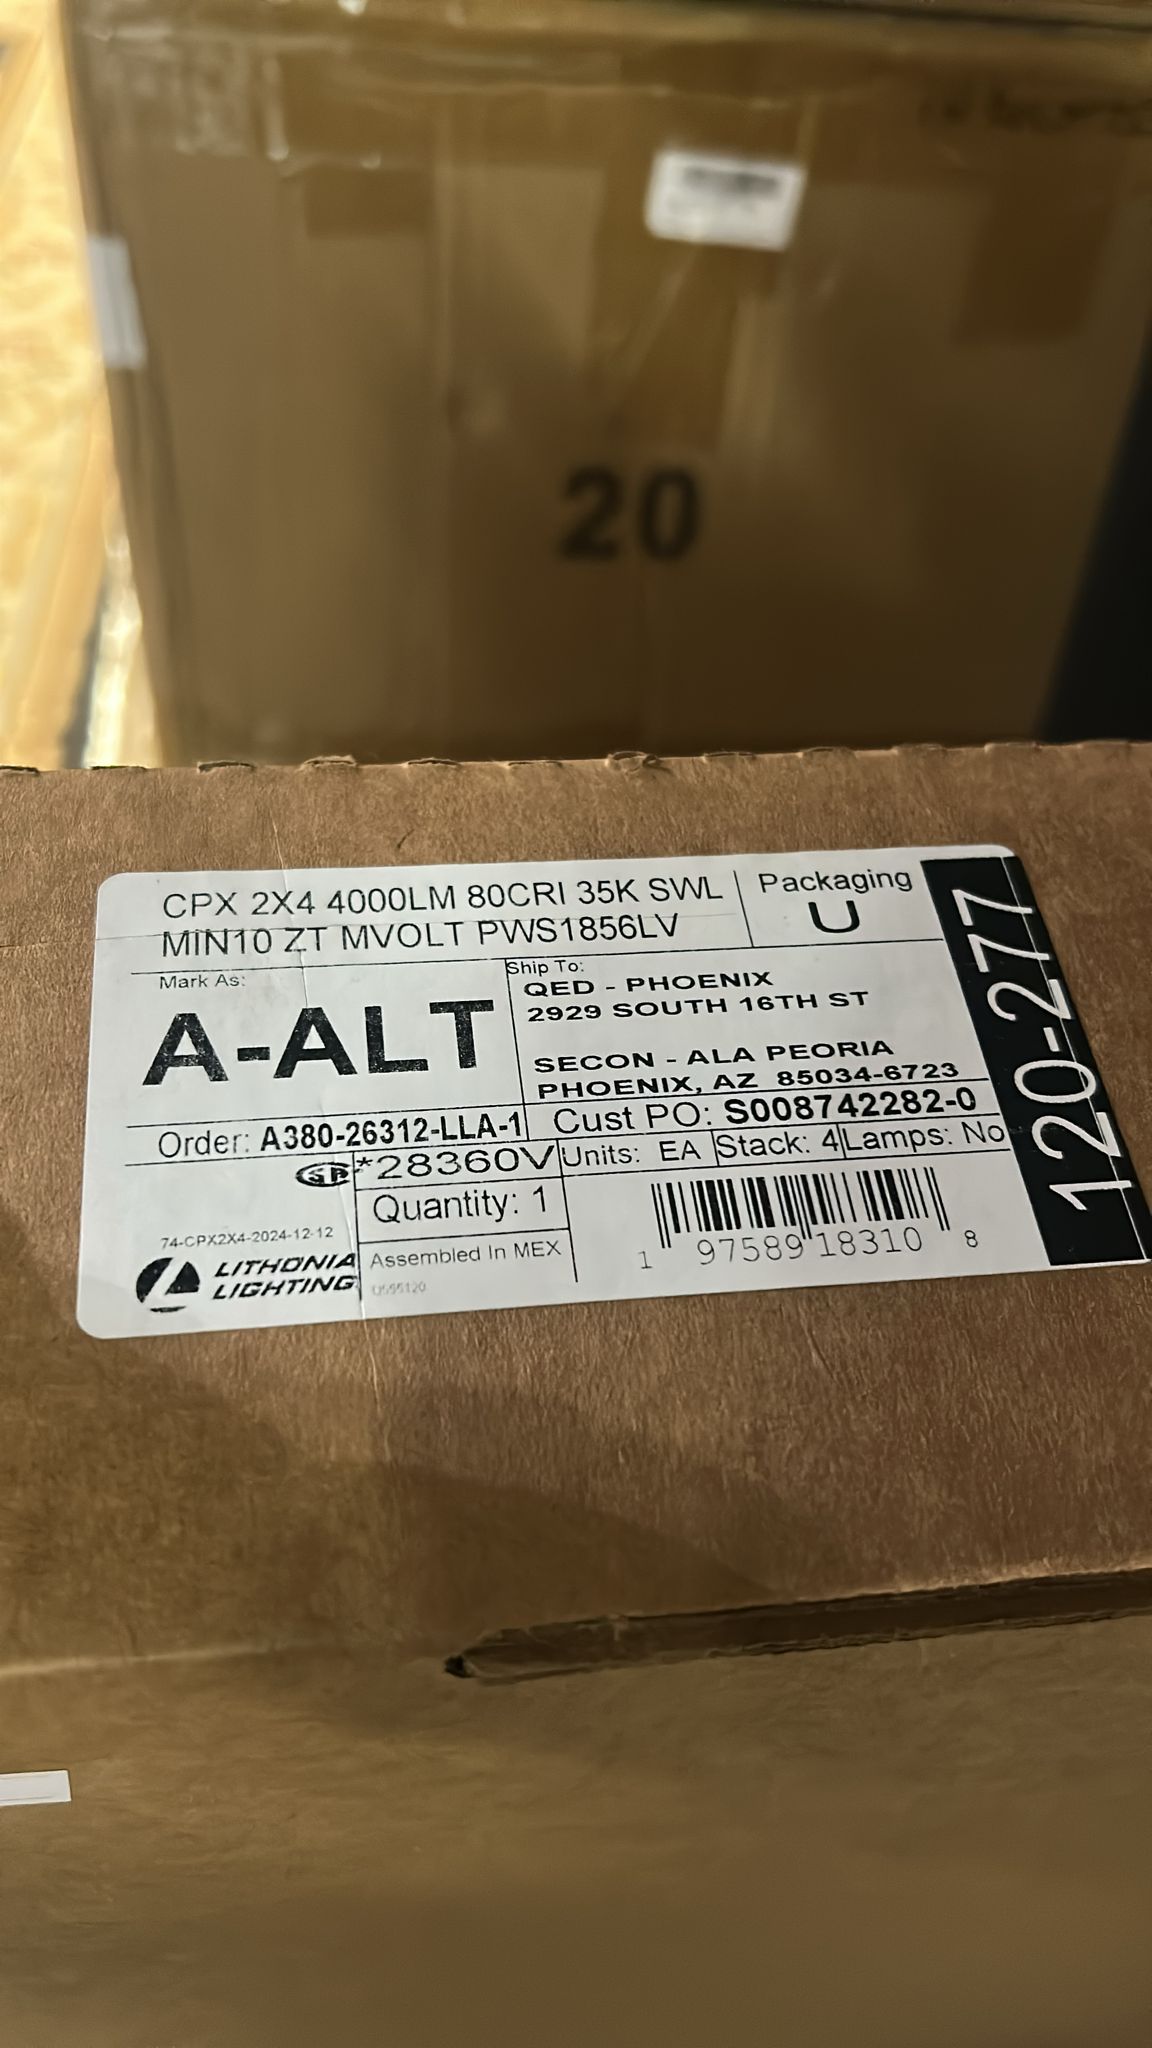 20
CPX 2X4 4000LM 80CRI 35K SWL
MIN10 ZT MVOLT PWS1856LV
Packaging
U
120-277
Mark As:
A-ALT
Ship To:
QED - PHOENIX
2929 SOUTH 16TH ST
SECON - ALA PEORIA
PHOENIX, AZ 85034-6723
Order: A380-26312-LLA-1
Cust PO: S008742282-0
*28360V
Units: EA
Stack: 4
Lamps: No
Quantity: 1
74-CPX2X4-2024-12-12
LITHONIA
LIGHTING
Assembled In MEX
1 97589 18310 8